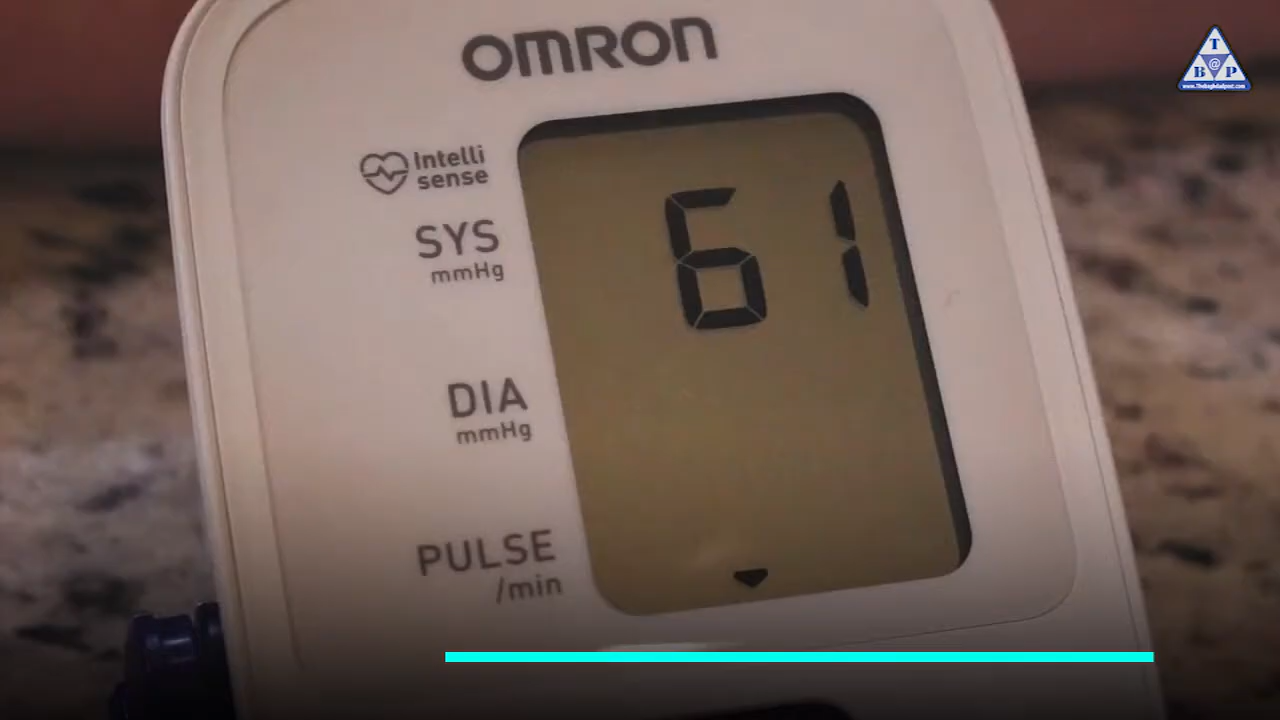 OMRON
Intelli
sense
SYS
mmHg
61
DIA
mmHg
PULSE
/min
T
@
B P